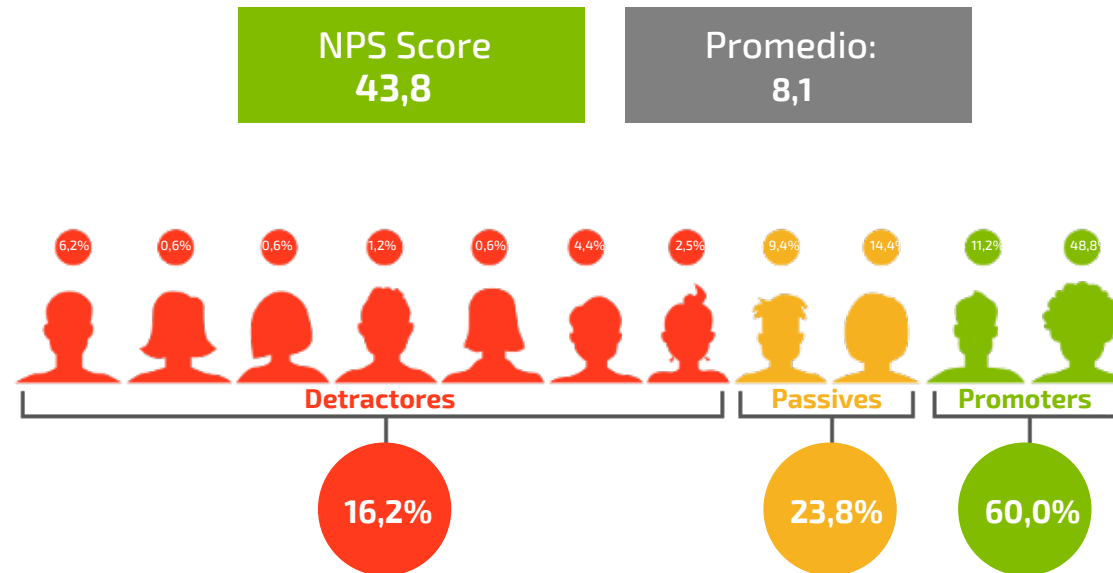 NPS Score
43,8
Promedio:
8,1
6,2% 0,6% 0,6% 1,2% 0,6% 4,4% 2,5% 9,4% 14,4% 11,2% 48,8%
Detractores Passives Promoters
16,2% 23,8% 60,0%